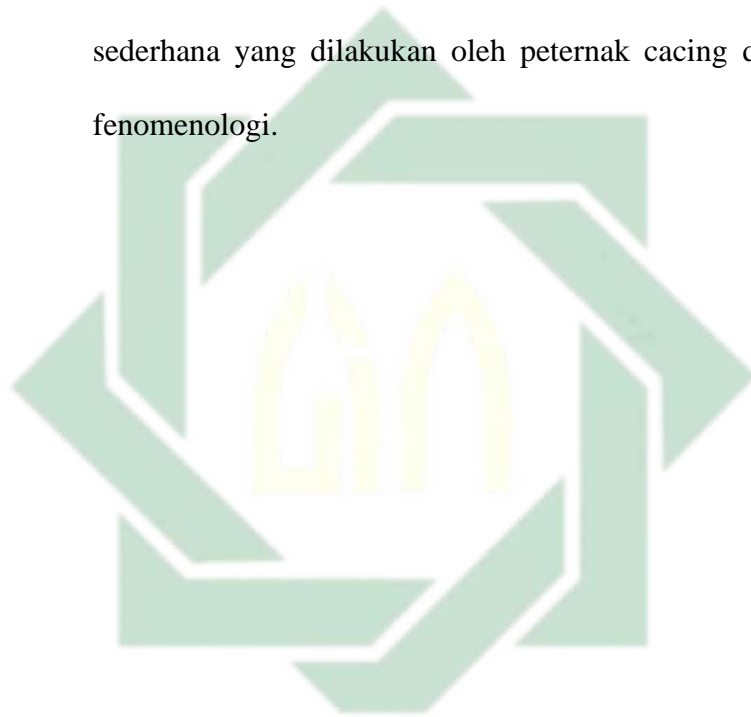 sederhana yang dilakukan oleh peternak cacing
fenomenologi.